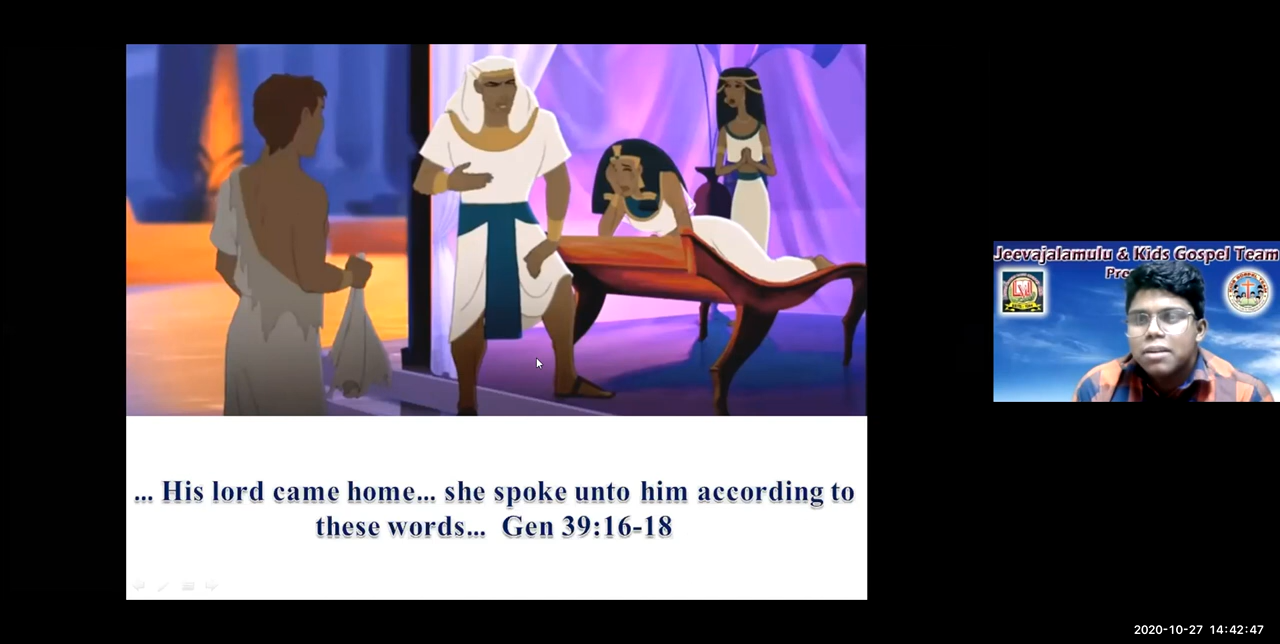 ... His lord came home... she spoke unto him according to
these words... Gen 39:16-18
Jeevajalamulu & Kids Gospel Team
2020-10-27 14:42:47